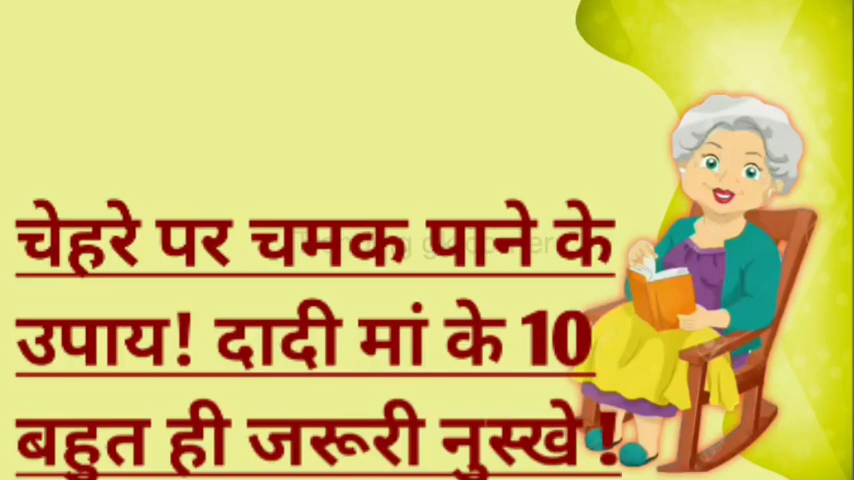 चेहरे पर चमक पाने के
उपाय! दादी मां के 10
बहुत ही जरूरी नुस्खे !